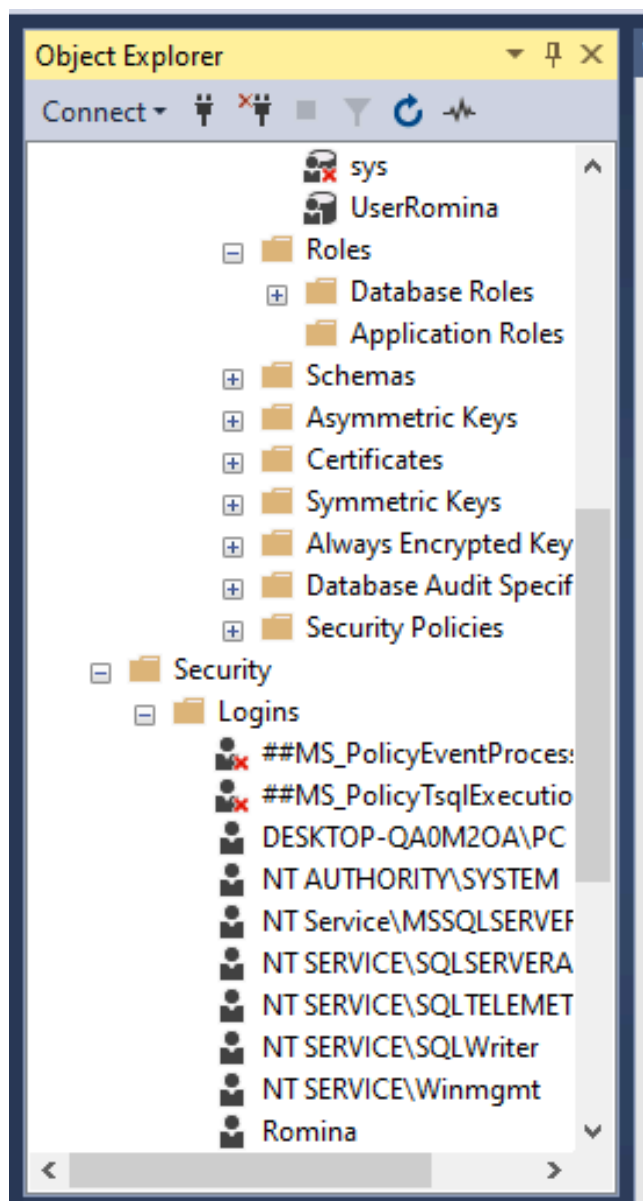 Object Explorer
Connect
sys
UserRomina
Roles
Database Roles
Application Roles
Schemas
Asymmetric Keys
Certificates
Symmetric Keys
Always Encrypted Key
Database Audit Specif
Security Policies
Security
Logins
##MS_PolicyEventProces
##MS_PolicyTsqlExecutio
DESKTOP-QA0M2OA\PC
NT AUTHORITY\SYSTEM
NT Service\MSSQLSERVER
NT SERVICE\SQLSERVERA
NT SERVICE\SQLTELEMET
NT SERVICE\SQLWriter
NT SERVICE\Winmgmt
Romina